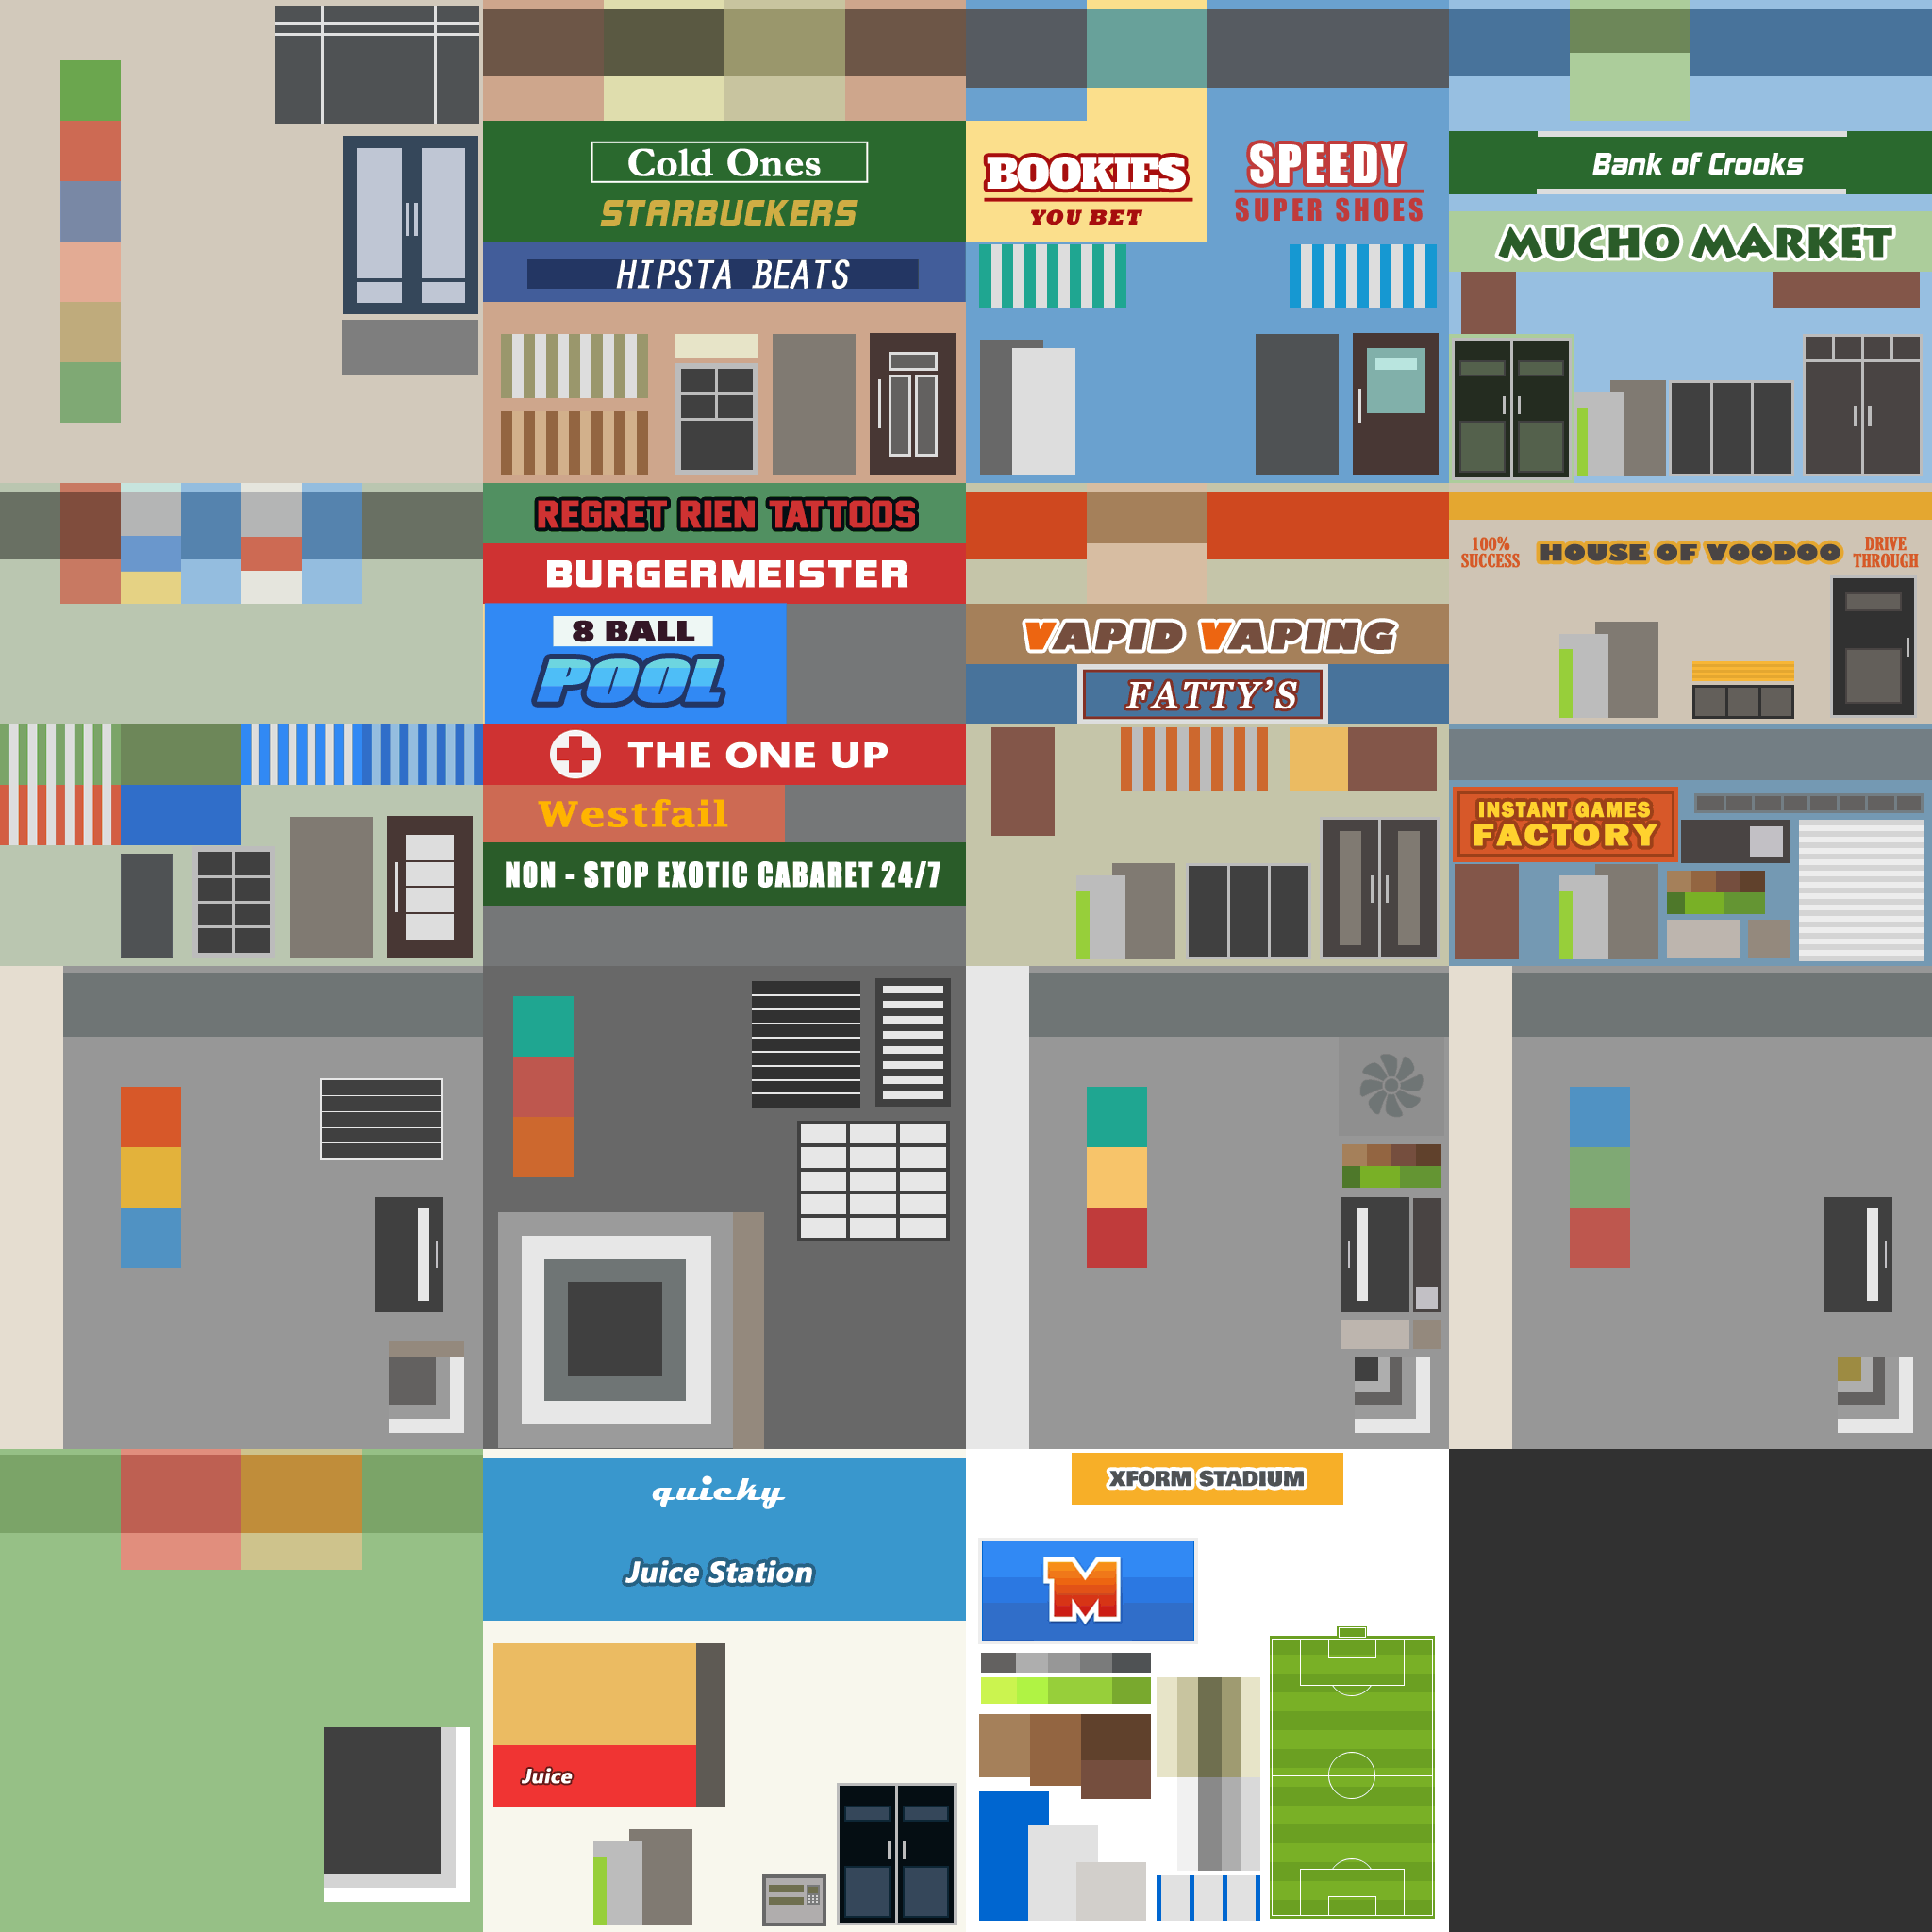 Cold Ones
STARBUCKERS
HIPSTA BEATS
BOOKIES
YOU BET
SPEEDY
SUPER SHOES
Bank of Crooks
MUCHO MARKET
REGRET RIEN TATTOOS
BURGERMEISTER
8 BALL
POOL
VAPID VAPING
FATTY'S
100%
SUCCESS
HOUSE OF VOODOO
DRIVE
THROUGH
THE ONE UP
Westfail
NON - STOP EXOTIC CABARET 24/7
INSTANT GAMES
FACTORY
quicky
Juice Station
Juice
XFORM STADIUM
M